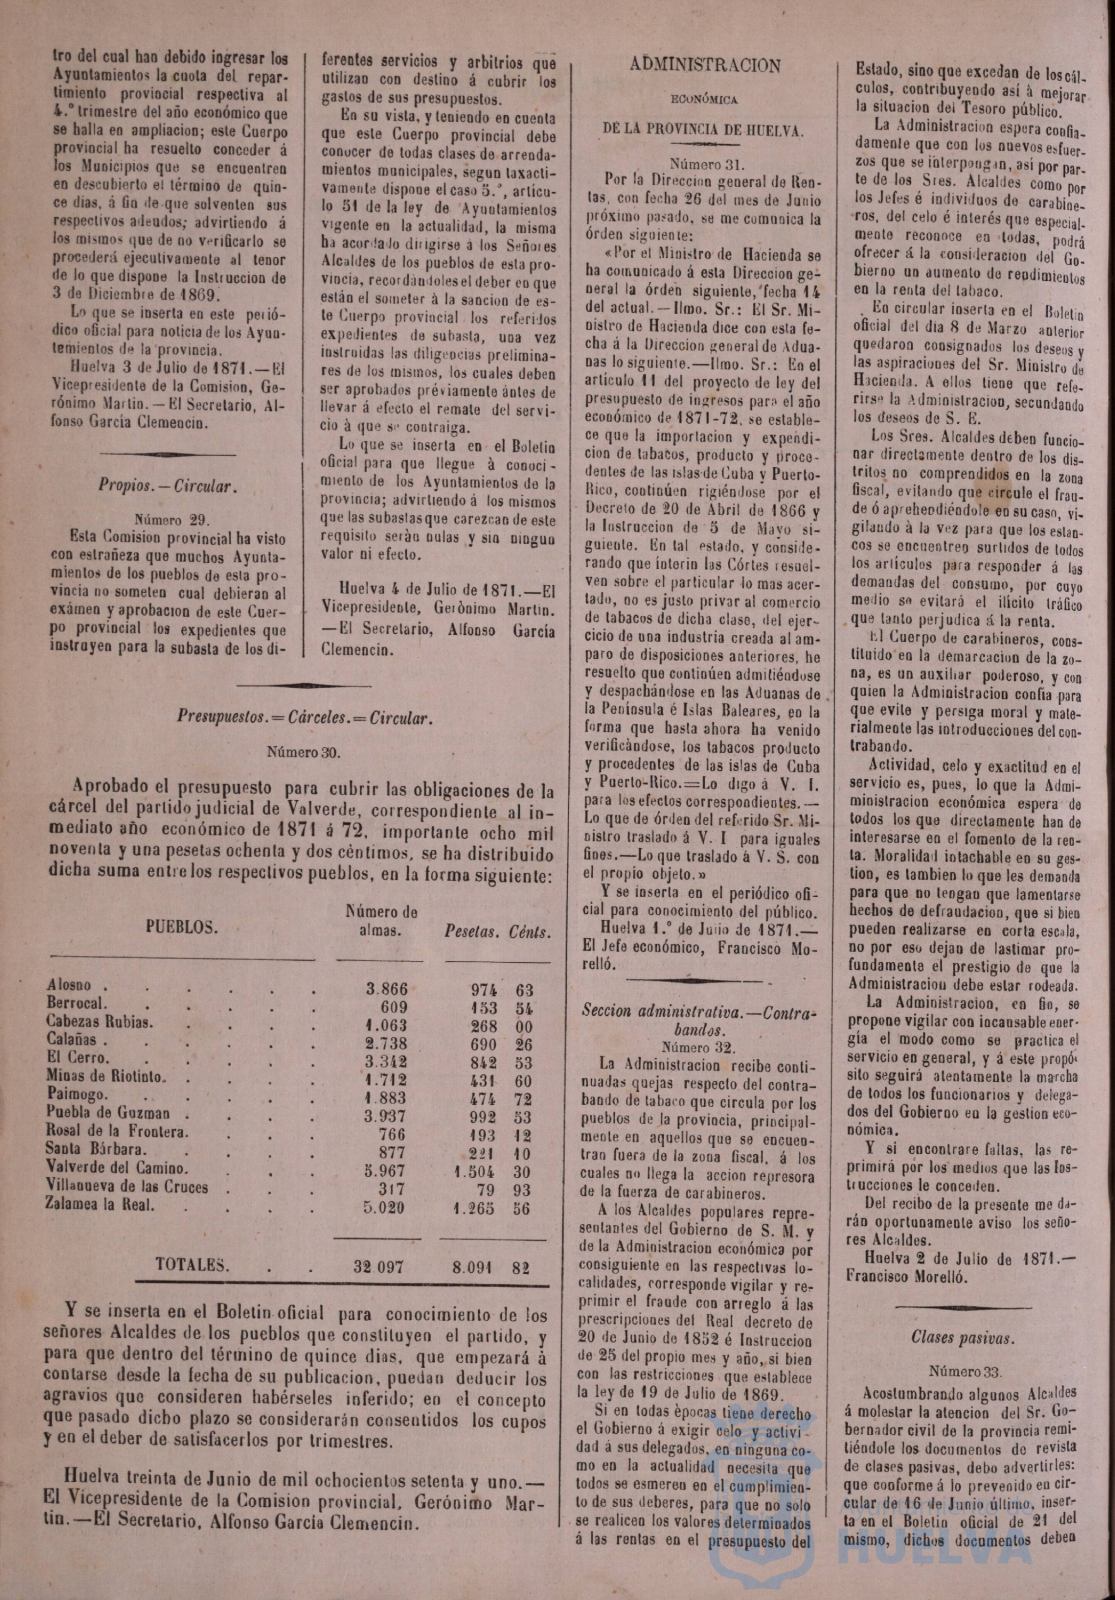 tro del cual han debido ingresar los
Ayuntamientos la cuota del repar-
timiento provincial respectiva al
4.º trimestre del año económico que
se halla en ampliacion; este Cuerpo
provincial ha resuelto conceder á
los Municipios que se encuentren
en descubierto el término de quin-
ce dias, á fin de que solventen sus
respectivos adeudos; advirtiendo á
los mismos que de no verificarlo se
procederá ejecutivamente al tenor
de lo que dispone la Instruccion de
3 de Diciembre de 1869.
Lo que se inserta en este perió-
dico oficial para noticia de los Ayun-
temientos de la provincia.
Huelva 3 de Julio de 1871.—El
Vicepresidente de la Comision, Ge-
rónimo Martin.—El Secretario, Al-
fonso García Clemencin.
Propios.—Circular.
Número 29.
Esta Comision provincial ha visto
con estrañeza que muchos Ayunta-
mientos de los pueblos de esta pro-
vincia no someten cual debieran al
exámen y aprobacion de este Cuer-
po provincial los expedientes que
instruyen para la subasta de los di-
ferentes servicios y arbitrios que
utilizan con destino á cubrir los
gastos de sus presupuestos.
En su vista, y teniendo en cuenta
que este Cuerpo provincial debe
conocer de todas clases de arrenda-
mientos municipales, segun taxacti-
vamente dispone el caso 5.º, artícu-
lo 51 de la ley de Ayuntamientos
vigente en la actualidad, la misma
ha acordado dirigirse á los Señores
Alcaldes de los pueblos de esta pro-
vincia, recordándoles el deber en que
están el someter á la sancion de es-
te Cuerpo provincial los referidos
expedientes de subasta, una vez
instruidas las diligencias prelimina-
res de los mismos, los cuales deben
ser aprobados préviamente ántes de
llevar á efecto el remate del servi-
cio á que se contraiga.
Lo que se inserta en el Boletin
oficial para que llegue á conoci-
miento de los Ayuntamientos de la
provincia; advirtiendo á los mismos
que las subastas que carezcan de este
requisito serán nulas y sin ningun
valor ni efecto.
Huelva 4 de Julio de 1871.—El
Vicepresidente, Gerónimo Martin.
—El Secretario, Alfonso García
Clemencin.
Presupuestos.=Cárceles.=Circular.
Número 30.
Aprobado el presupuesto para cubrir las obligaciones de la
cárcel del partido judicial de Valverde, correspondiente al in-
mediato año económico de 1871 á 72, importante ocho mil
noventa y una pesetas ochenta y dos céntimos, se ha distribuido
dicha suma entre los respectivos pueblos, en la forma siguiente:
PUEBLOS. Número de almas. Pesetas. Cénts.
Alosno . . . . . . 3.866 974 63
Berrocal. . . . . . 609 153 54
Cabezas Rubias. . . . . 1.063 268 00
Calañas . . . . . . 2.738 690 26
El Cerro. . . . . . 3.342 842 53
Minas de Riotinto. . . . . 1.712 431 60
Paimogo. . . . . . 1.883 474 72
Puebla de Guzman . . . . 3.937 992 53
Rosal de la Frontera. . . . 766 193 12
Santa Bárbara. . . . . 877 221 10
Valverde del Camino. . . . 5.967 1.504 30
Villanueva de las Cruces . . . 317 79 93
Zalamea la Real. . . . . 5.020 1.265 56
TOTALES. . . 32.097 8.091 82
Y se inserta en el Boletin oficial para conocimiento de los
señores Alcaldes de los pueblos que constituyen el partido, y
para que dentro del término de quince dias, que empezará á
contarse desde la fecha de su publicacion, puedan deducir los
agravios que consideren habérseles inferido; en el concepto
que pasado dicho plazo se considerarán consentidos los cupos
y en el deber de satisfacerlos por trimestres.
Huelva treinta de Junio de mil ochocientos setenta y uno.—
El Vicepresidente de la Comision provincial, Gerónimo Mar-
tin.—El Secretario, Alfonso García Clemencin.
ADMINISTRACION
ECONÓMICA
DE LA PROVINCIA DE HUELVA.
Número 31.
Por la Direccion general de Ren-
tas, con fecha 26 del mes de Junio
próximo pasado, se me comunica la
órden siguiente:
«Por el Ministro de Hacienda se
ha comunicado á esta Direccion ge-
neral la órden siguiente, fecha 14
del actual.—Ilmo. Sr.: El Sr. Mi-
nistro de Hacienda dice con esta fe-
cha á la Direccion general de Adua-
nas lo siguiente.—Ilmo. Sr.: En el
artículo 11 del proyecto de ley del
presupuesto de ingresos para el año
económico de 1871-72, se estable-
ce que la importacion y expendi-
cion de tabacos, producto y proce-
dentes de las islas de Cuba y Puerto-
Rico, continúen rigiéndose por el
Decreto de 20 de Abril de 1866 y
la Instruccion de 5 de Mayo si-
guiente. En tal estado, y conside-
rando que interin las Córtes resuel-
ven sobre el particular lo mas acer-
tado, no es justo privar al comercio
de tabacos de dicha clase, del ejer-
cicio de una industria creada al am-
paro de disposiciones anteriores, he
resuelto que continúen admitiéndose
y despachándose en las Aduanas de
la Península é Islas Baleares, en la
forma que hasta ahora ha venido
verificándose, los tabacos producto
y procedentes de las islas de Cuba
y Puerto-Rico.=Lo digo á V. I.
para los efectos correspondientes.—
Lo que de órden del referido Sr. Mi-
nistro traslado á V. I para iguales
fines.—Lo que traslado á V. S. con
el propio objeto.»
Y se inserta en el periódico ofi-
cial para conocimiento del público.
Huelva 1.º de Julio de 1871.—
El Jefe económico, Francisco Mo-
relló.
Seccion administrativa.—Contra-
bandos.
Número 32.
La Administracion recibe conti-
nuadas quejas respecto del contra-
bando de tabaco que circula por los
pueblos de la provincia, principal-
mente en aquellos que se encuen-
tran fuera de la zona fiscal, á los
cuales no llega la accion represora
de la fuerza de carabineros.
A los Alcaldes populares repre-
sentantes del Gobierno de S. M. y
de la Administracion económica por
consiguiente en las respectivas lo-
calidades, corresponde vigilar y re-
primir el fraude con arreglo á las
prescripciones del Real decreto de
20 de Junio de 1852 é Instruccion
de 25 del propio mes y año, si bien
con las restricciones que establece
la ley de 19 de Julio de 1869.
Si en todas épocas tiene derecho
el Gobierno á exigir celo y activi-
dad á sus delegados, en ninguna co-
mo en la actualidad necesita que
todos se esmeren en el cumplimien-
to de sus deberes, para que no solo
se realicen los valores determinados
á las rentas en el presupuesto del
Estado, sino que excedan de los cál-
culos, contribuyendo así á mejorar
la situacion del Tesoro público.
La Administracion espera confia-
damente que con los nuevos esfuer-
zos que se interpongan, así por par-
te de los Sres. Alcaldes como por
los Jefes é individuos de carabine-
ros, del celo é interés que especial-
mente reconoce en todas, podrá
ofrecer á la consideracion del Go-
bierno un aumento de rendimientos
en la renta del tabaco.
En circular inserta en el Boletin
oficial del dia 8 de Marzo anterior
quedaron consignados los deseos y
las aspiraciones del Sr. Ministro de
Hacienda. A ellos tiene que refe-
rirse la Administracion, secundando
los deseos de S. E.
Los Sres. Alcaldes deben funcio-
nar directamente dentro de los dis-
tritos no comprendidos en la zona
fiscal, evitando que circule el frau-
de ó aprehendiéndole en su caso, vi-
gilando á la vez para que los estan-
cos se encuentren surtidos de todos
los artículos para responder á las
demandas del consumo, por cuyo
medio se evitará el ilícito tráfico
que tanto perjudica á la renta.
El Cuerpo de carabineros, cons-
tituido en la demarcacion de la zo-
na, es un auxiliar poderoso, y con
quien la Administracion confia para
que evite y persiga moral y mate-
rialmente las introducciones del con-
trabando.
Actividad, celo y exactitud en el
servicio es, pues, lo que la Admi-
ministracion económica espera de
todos los que directamente han de
interesarse en el fomento de la ren-
ta. Moralidad intachable en su ges-
tion, es tambien lo que les demanda
para que no tengan que lamentarse
hechos de defraudacion, que si bien
pueden realizarse en corta escala,
no por eso dejan de lastimar pro-
fundamente el prestigio de que la
Administracion debe estar rodeada.
La Administracion, en fin, se
propone vigilar con incansable ener-
gía el modo como se practica el
servicio en general, y á este propó-
sito seguirá atentamente la marcha
de todos los funcionarios y delega-
dos del Gobierno en la gestion eco-
nómica.
Y si encontrare faltas, las re-
primirá por los medios que las Ins-
trucciones le conceden.
Del recibo de la presente me da-
rán oportunamente aviso los seño-
res Alcaldes.
Huelva 2 de Julio de 1871.—
Francisco Morelló.
Clases pasivas.
Número 33.
Acostumbrando algunos Alcaldes
á molestar la atencion del Sr. Go-
bernador civil de la provincia remi-
tiéndole los documentos de revista
de clases pasivas, debo advertirles:
que conforme á lo prevenido en cir-
cular de 16 de Junio último, inser-
ta en el Boletin oficial de 21 del
mismo, dichos documentos deben
HUELVA